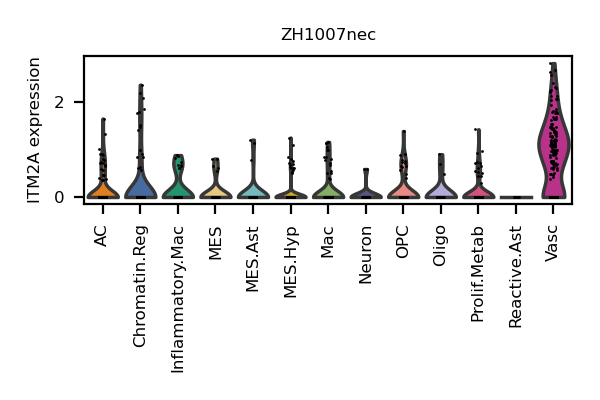 ZH1007nec
ITM2A expression
2
0
AC
Chromatin.Reg
Inflammatory.Mac
MES
MES.Ast
MES.Hyp
Mac
Neuron
OPC
Oligo
Prolif.Metab
Reactive.Ast
Vasc